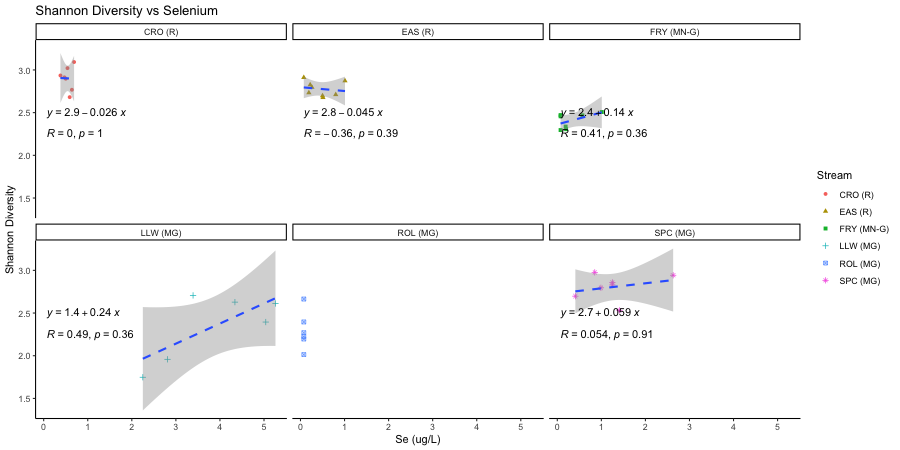 Shannon Diversity vs Selenium
CRO (R)
EAS (R)
FRY (MN-G)
3.0
2.5
2.0
1.5
y = 2.9 − 0.026 x
R = 0, p = 1
y = 2.8 − 0.045 x
R = − 0.36, p = 0.39
y = 2.4 + 0.14 x
R = 0.41, p = 0.36
LLW (MG)
ROL (MG)
SPC (MG)
3.0
2.5
2.0
1.5
y = 1.4 + 0.24 x
R = 0.49, p = 0.36
y = 2.7 + 0.059 x
R = 0.054, p = 0.91
0 1 2 3 4 5
0 1 2 3 4 5
0 1 2 3 4 5
Se (ug/L)
Shannon Diversity
Stream
CRO (R)
EAS (R)
FRY (MN-G)
LLW (MG)
ROL (MG)
SPC (MG)